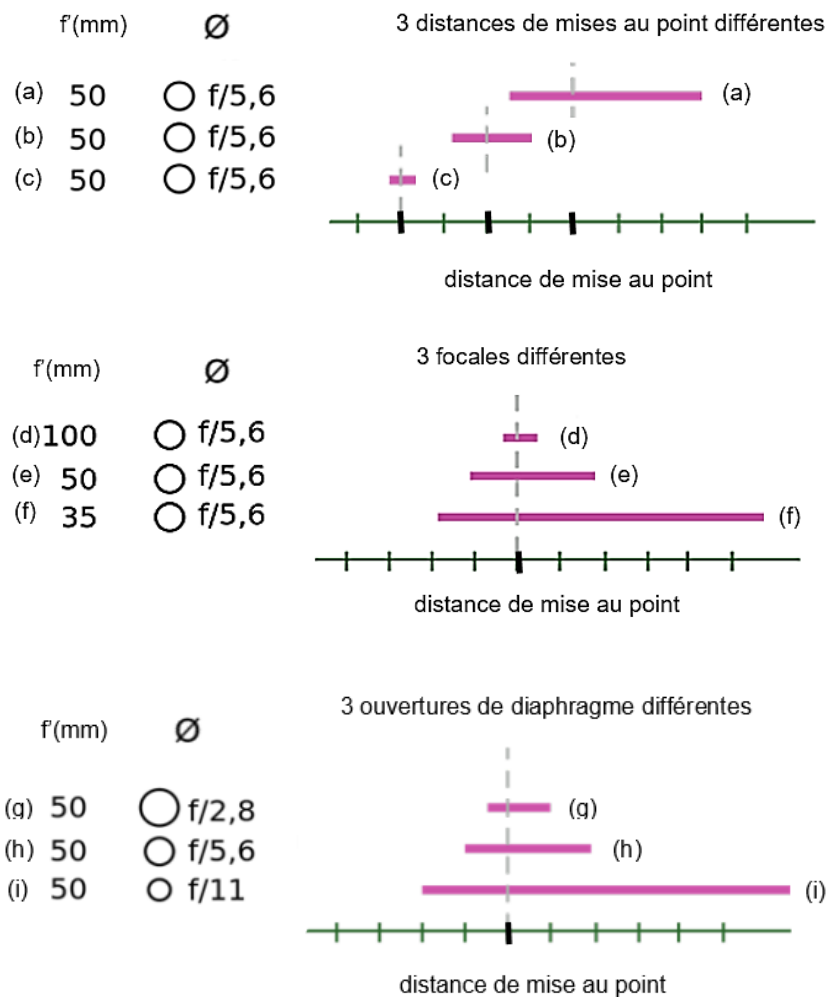 f'(mm) Ø 3 distances de mises au point différentes
(a) 50 f/5,6 (a)
(b) 50 f/5,6 (b)
(c) 50 f/5,6 (c)
distance de mise au point
f'(mm) Ø 3 focales différentes
(d) 100 f/5,6 (d)
(e) 50 f/5,6 (e)
(f) 35 f/5,6 (f)
distance de mise au point
f'(mm) Ø 3 ouvertures de diaphragme différentes
(g) 50 f/2,8 (g)
(h) 50 f/5,6 (h)
(i) 50 f/11 (i)
distance de mise au point